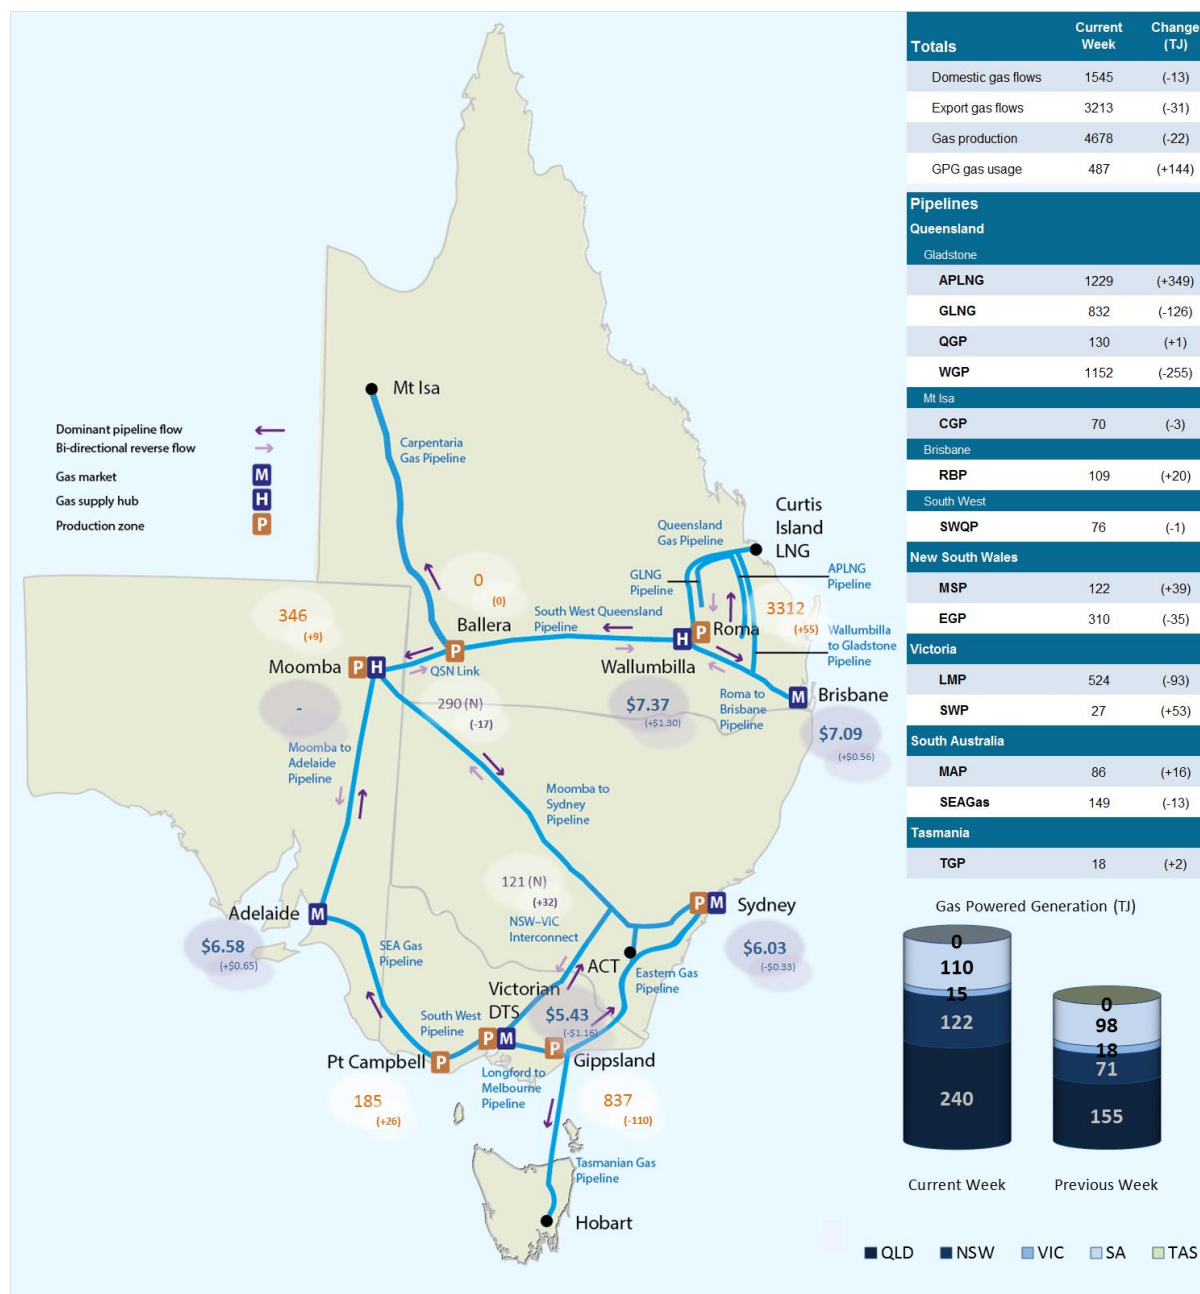 Totals Current Week Change (TJ)
Domestic gas flows 1545 (-13)
Export gas flows 3213 (-31)
Gas production 4678 (-22)
GPG gas usage 487 (+144)
Pipelines
Queensland
Gladstone
APLNG 1229 (+349)
GLNG 832 (-126)
QGP 130 (+1)
WGP 1152 (-255)
Mt Isa
CGP 70 (-3)
Brisbane
RBP 109 (+20)
South West
SWQP 76 (-1)
New South Wales
MSP 122 (+39)
EGP 310 (-35)
Victoria
LMP 524 (-93)
SWP 27 (+53)
South Australia
MAP 86 (+16)
SEAGas 149 (-13)
Tasmania
TGP 18 (+2)
Dominant pipeline flow
Bi-directional reverse flow
Gas market M
Gas supply hub H
Production zone P
Mt Isa
Carpentaria
Gas Pipeline
Curtis
Island
LNG
Queensland
Gas Pipeline
GLNG
Pipeline
APLNG
Pipeline
0
(0)
346
(+9)
Ballera
P
South West Queensland
Pipeline
H P Roma
3312
(+55)
Wallumbilla
to Gladstone
Pipeline
Moomba P H
QSN Link
Wallumbilla
-
290 (N)
(-17)
$7.37
(+$1.30)
Roma to
Brisbane
Pipeline
M Brisbane
$7.09
(+$0.56)
Moomba to
Adelaide
Pipeline
Moomba to
Sydney
Pipeline
121 (N)
(+32)
NSW–VIC
Interconnect
P M Sydney
Adelaide M
$6.58
(+$0.65)
SEA Gas
Pipeline
$6.03
(-$0.33)
ACT
Eastern Gas
Pipeline
Victorian
DTS
$5.43
(-$1.16)
South West
Pipeline
P M
P
Pt Campbell P
Gippsland
Longford to
Melbourne
Pipeline
185
(+26)
837
(-110)
Tasmanian Gas
Pipeline
Hobart
Gas Powered Generation (TJ)
0
110
15
122
240
0
98
18
71
155
Current Week
Previous Week
QLD NSW VIC SA TAS